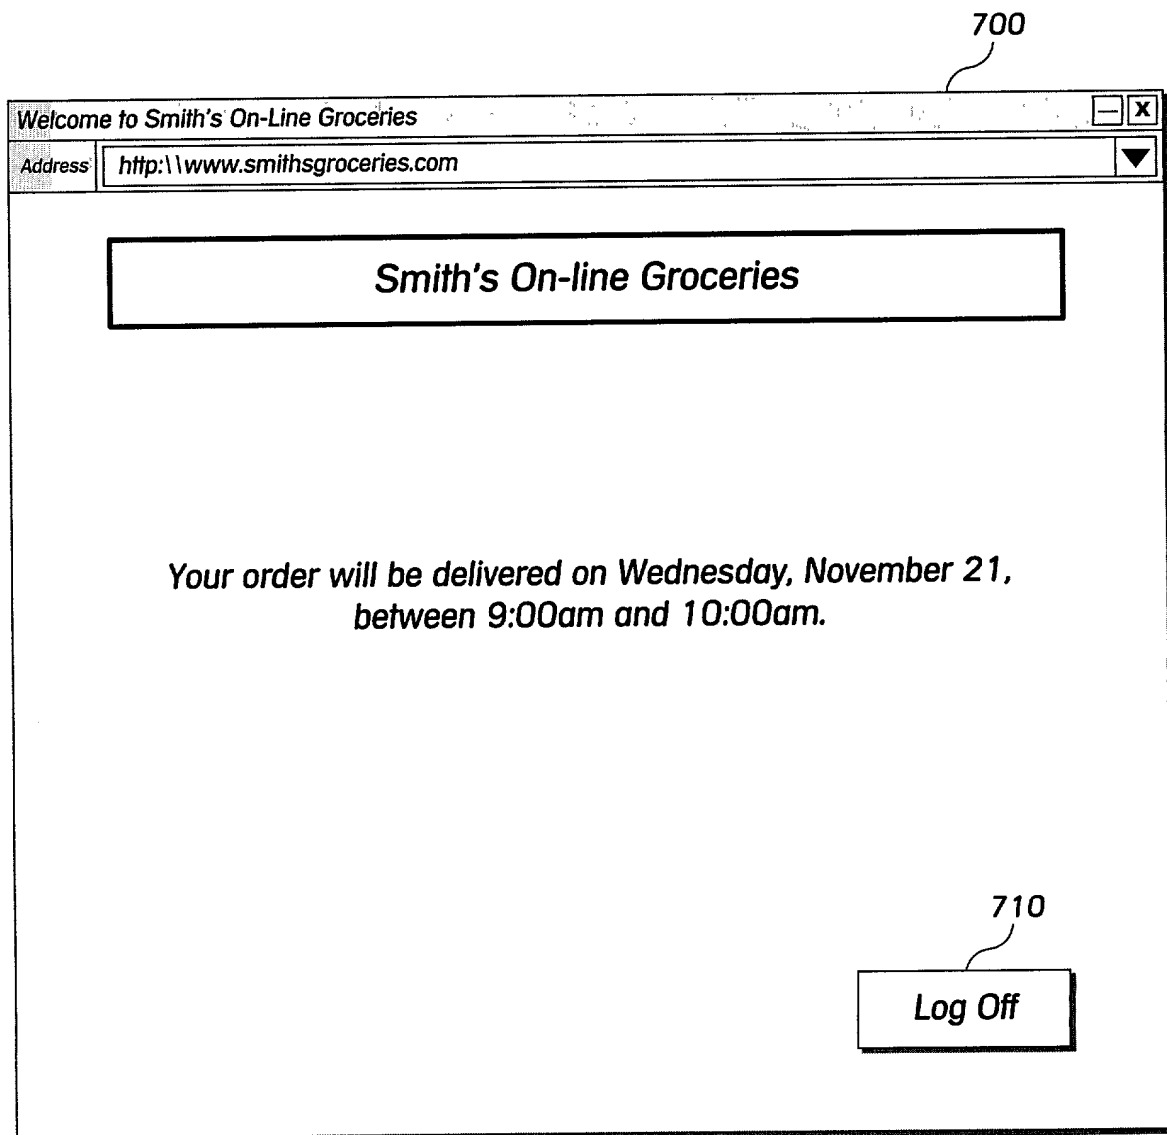 700
Welcome to Smith's On-Line Groceries
X
Address http:\\www.smithsgroceries.com
Smith's On-line Groceries
Your order will be delivered on Wednesday, November 21,
between 9:00am and 10:00am.
710
Log Off